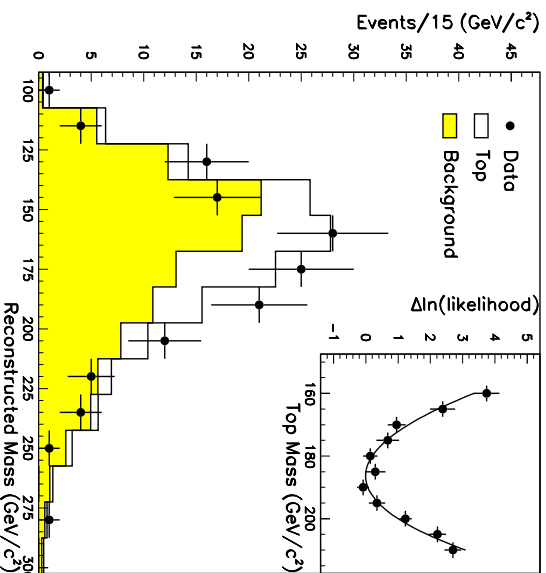 Events/15 (GeV/c²)
0 5 10 15 20 25 30 35 40 45
100 125 150 175 200 225 250 275 30
Reconstructed Mass (GeV/c²)
Data
Top
Background
Δln(likelihood)
−1 0 1 2 3 4 5
160 180 200
Top Mass (GeV/c²)